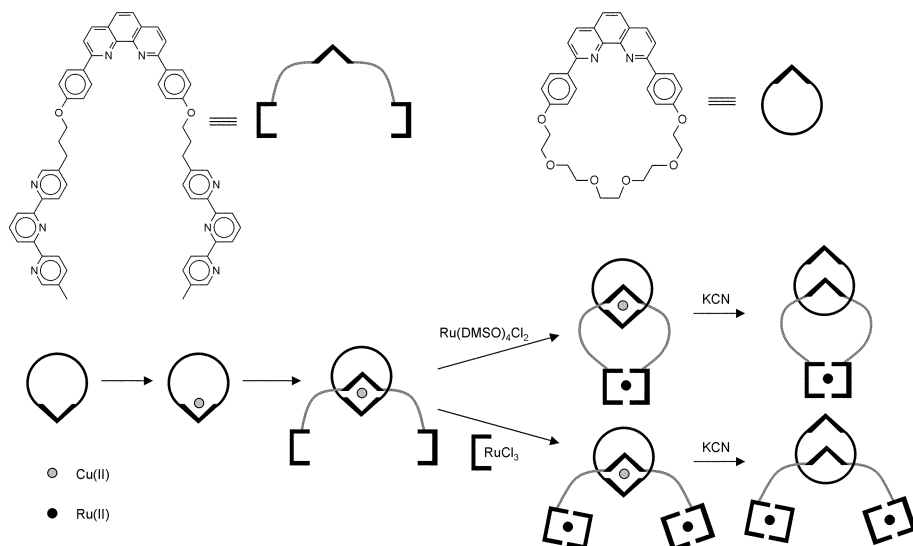 N N
N N
O O
O O
O O
O O
N N
N N
N N
Ru(DMSO)4Cl2
KCN
RuCl3
KCN
Cu(II)
Ru(II)